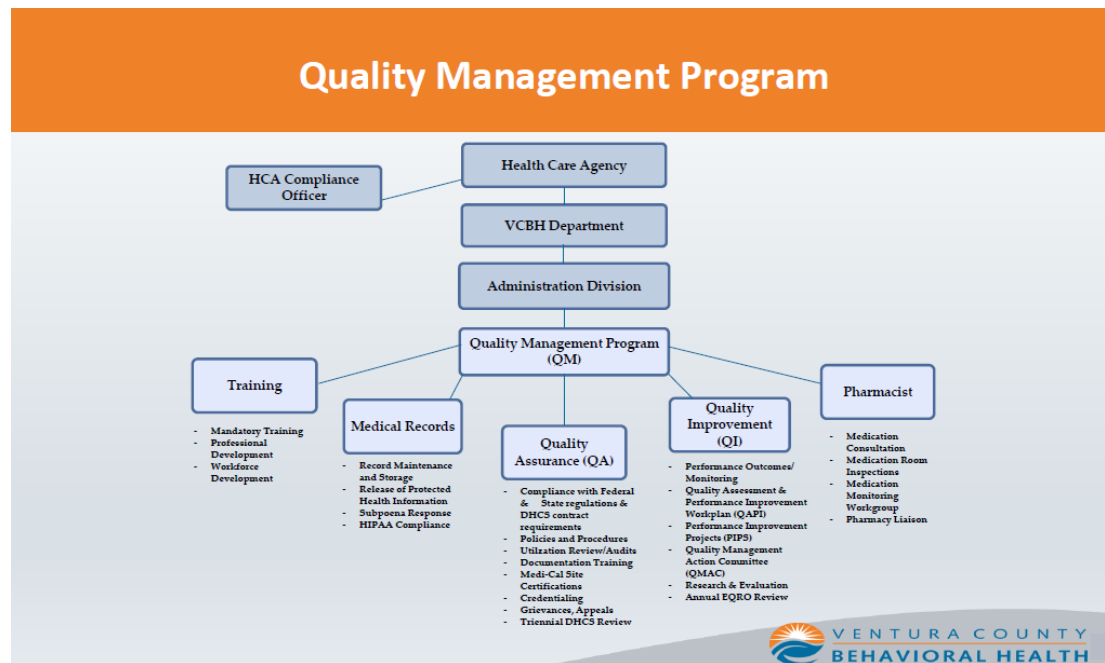 Quality Management Program
Health Care Agency
HCA Compliance
Officer
VCBH Department
Administration Division
Quality Management Program
(QM)
Training
- Mandatory Training
- Professional
Development
- Workforce
Development
Medical Records
- Record Maintenance
and Storage
- Release of Protected
Health Information
- Subpoena Response
- HIPAA Compliance
Quality
Assurance (QA)
- Compliance with Federal
& State regulations &
DHCS contract
requirements
- Policies and Procedures
- Utilzation Review/Audits
- Documentation Training
- Medi-Cal Site
Certifications
- Credentialing
- Grievances, Appeals
- Triennial DHCS Review
Quality
Improvement
(QI)
- Performance Outcomes/
Monitoring
- Quality Assessment &
Performance Improvement
Workplan (QAPI)
- Performance Improvement
Projects (PIPS)
- Quality Management
Action Committee
(QMAC)
- Research & Evaluation
- Annual EQRO Review
Pharmacist
- Medication
Consultation
- Medication Room
Inspections
- Medication
Monitoring
Workgroup
- Pharmacy Liaison
VENTURA COUNTY
BEHAVIORAL HEALTH